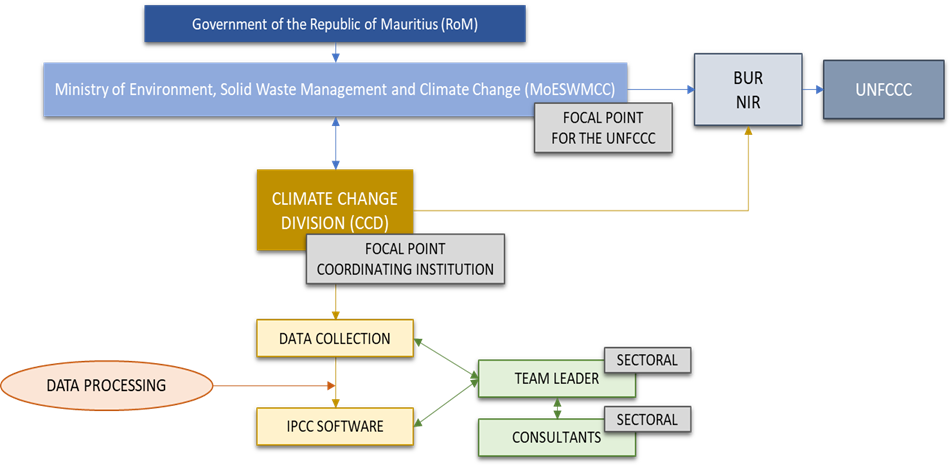 Government of the Republic of Mauritius (RoM)
Ministry of Environment, Solid Waste Management and Climate Change (MoESWMCC)
BUR
NIR
UNFCCC
FOCAL POINT
FOR THE UNFCCC
CLIMATE CHANGE
DIVISION (CCD)
FOCAL POINT
COORDINATING INSTITUTION
DATA COLLECTION
SECTORAL
TEAM LEADER
DATA PROCESSING
IPCC SOFTWARE
SECTORAL
CONSULTANTS